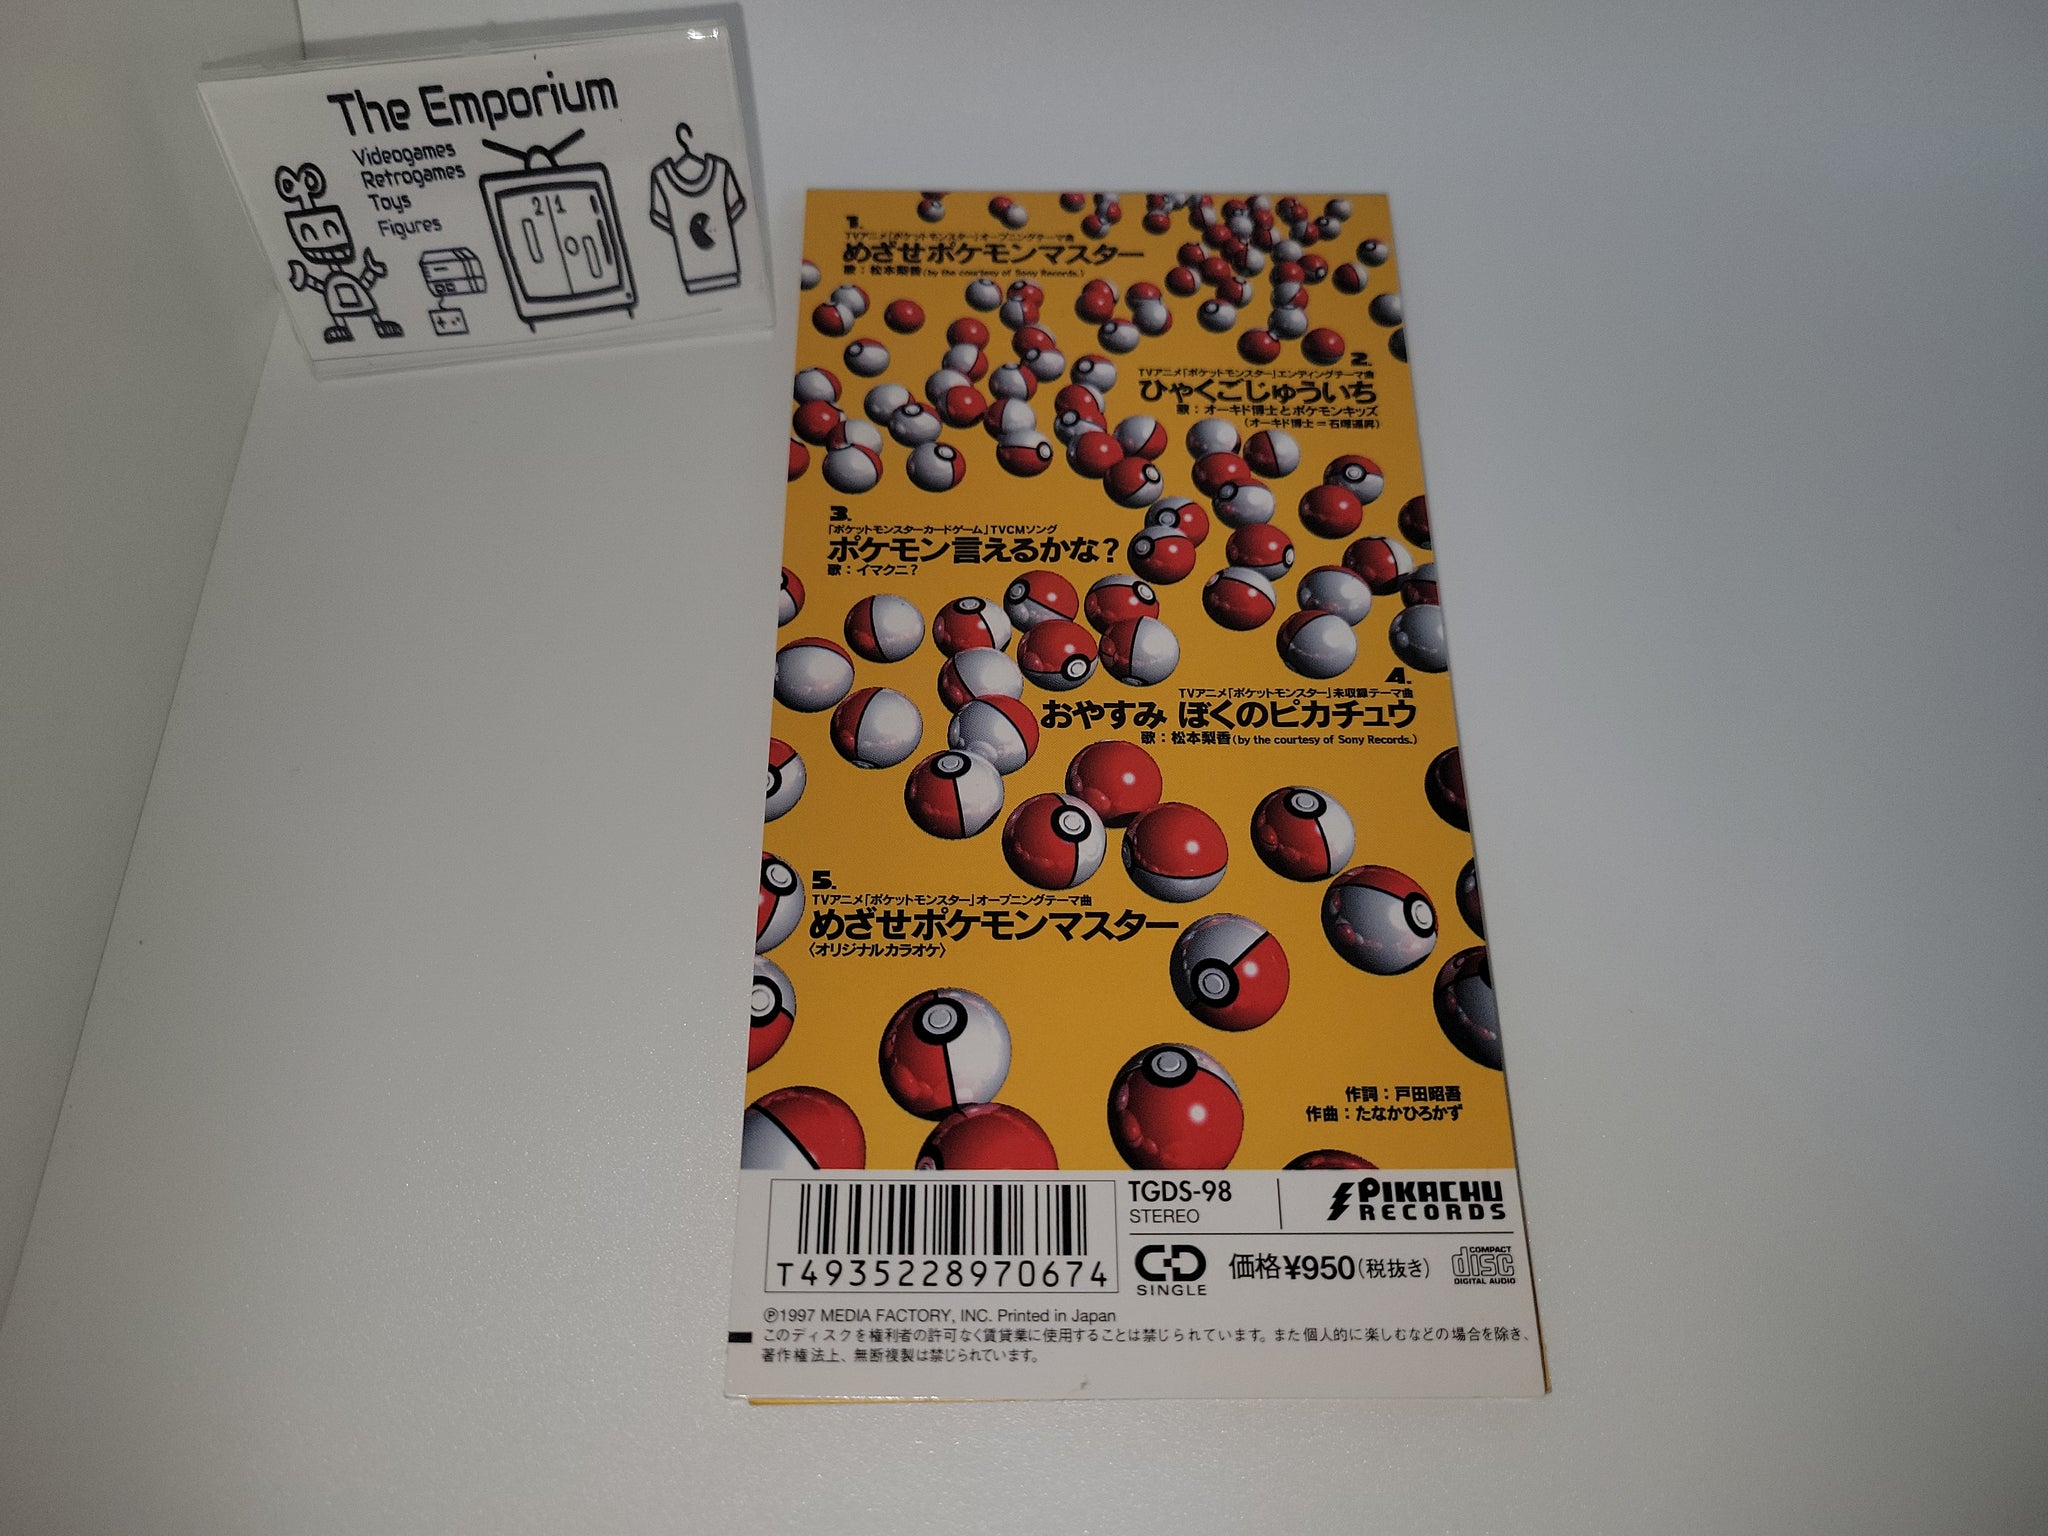 The Emporium
Videogames
Retrogames
Toys
Figures
2 1
1.
TVアニメ「ポケットモンスター」オープニングテーマ曲
めざせポケモンマスター
歌：松本梨香(by the courtesy of Sony Records.)
2.
TVアニメ「ポケットモンスター」エンディングテーマ曲
ひゃくごじゅういち
歌：オーキド博士とポケモンキッズ
(オーキド博士＝石塚運昇)
3.
「ポケットモンスターカードゲーム」TVCMソング
ポケモン言えるかな？
歌：イマクニ？
4.
TVアニメ「ポケットモンスター」未収録テーマ曲
おやすみ ぼくのピカチュウ
歌：松本梨香(by the courtesy of Sony Records.)
5.
TVアニメ「ポケットモンスター」オープニングテーマ曲
めざせポケモンマスター
〈オリジナルカラオケ〉
作詞：戸田昭吾
作曲：たなかひろかず
T4935228970674
TGDS-98
STEREO
PIKACHU
RECORDS
CD
SINGLE
価格¥950(税抜き)
COMPACT
disc
DIGITAL AUDIO
℗1997 MEDIA FACTORY, INC. Printed in Japan
このディスクを権利者の許可なく賃貸業に使用することは禁じられています。また個人的に楽しむなどの場合を除き、
著作権法上、無断複製は禁じられています。